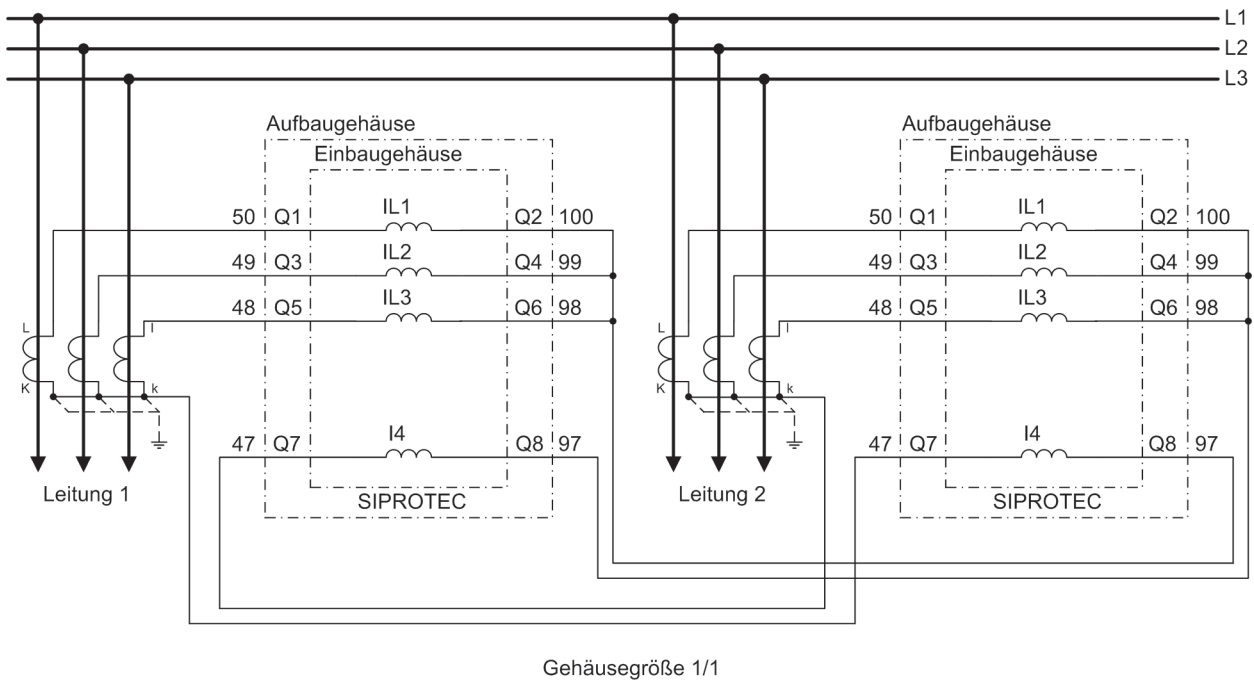 L1
L2
L3
Aufbaugehäuse
Einbaugehäuse
50 Q1 IL1 Q2 100
49 Q3 IL2 Q4 99
48 Q5 IL3 Q6 98
L l
K k
47 Q7 I4 Q8 97
Leitung 1
SIPROTEC
Aufbaugehäuse
Einbaugehäuse
50 Q1 IL1 Q2 100
49 Q3 IL2 Q4 99
48 Q5 IL3 Q6 98
L l
K k
47 Q7 I4 Q8 97
Leitung 2
SIPROTEC
Gehäusegröße 1/1